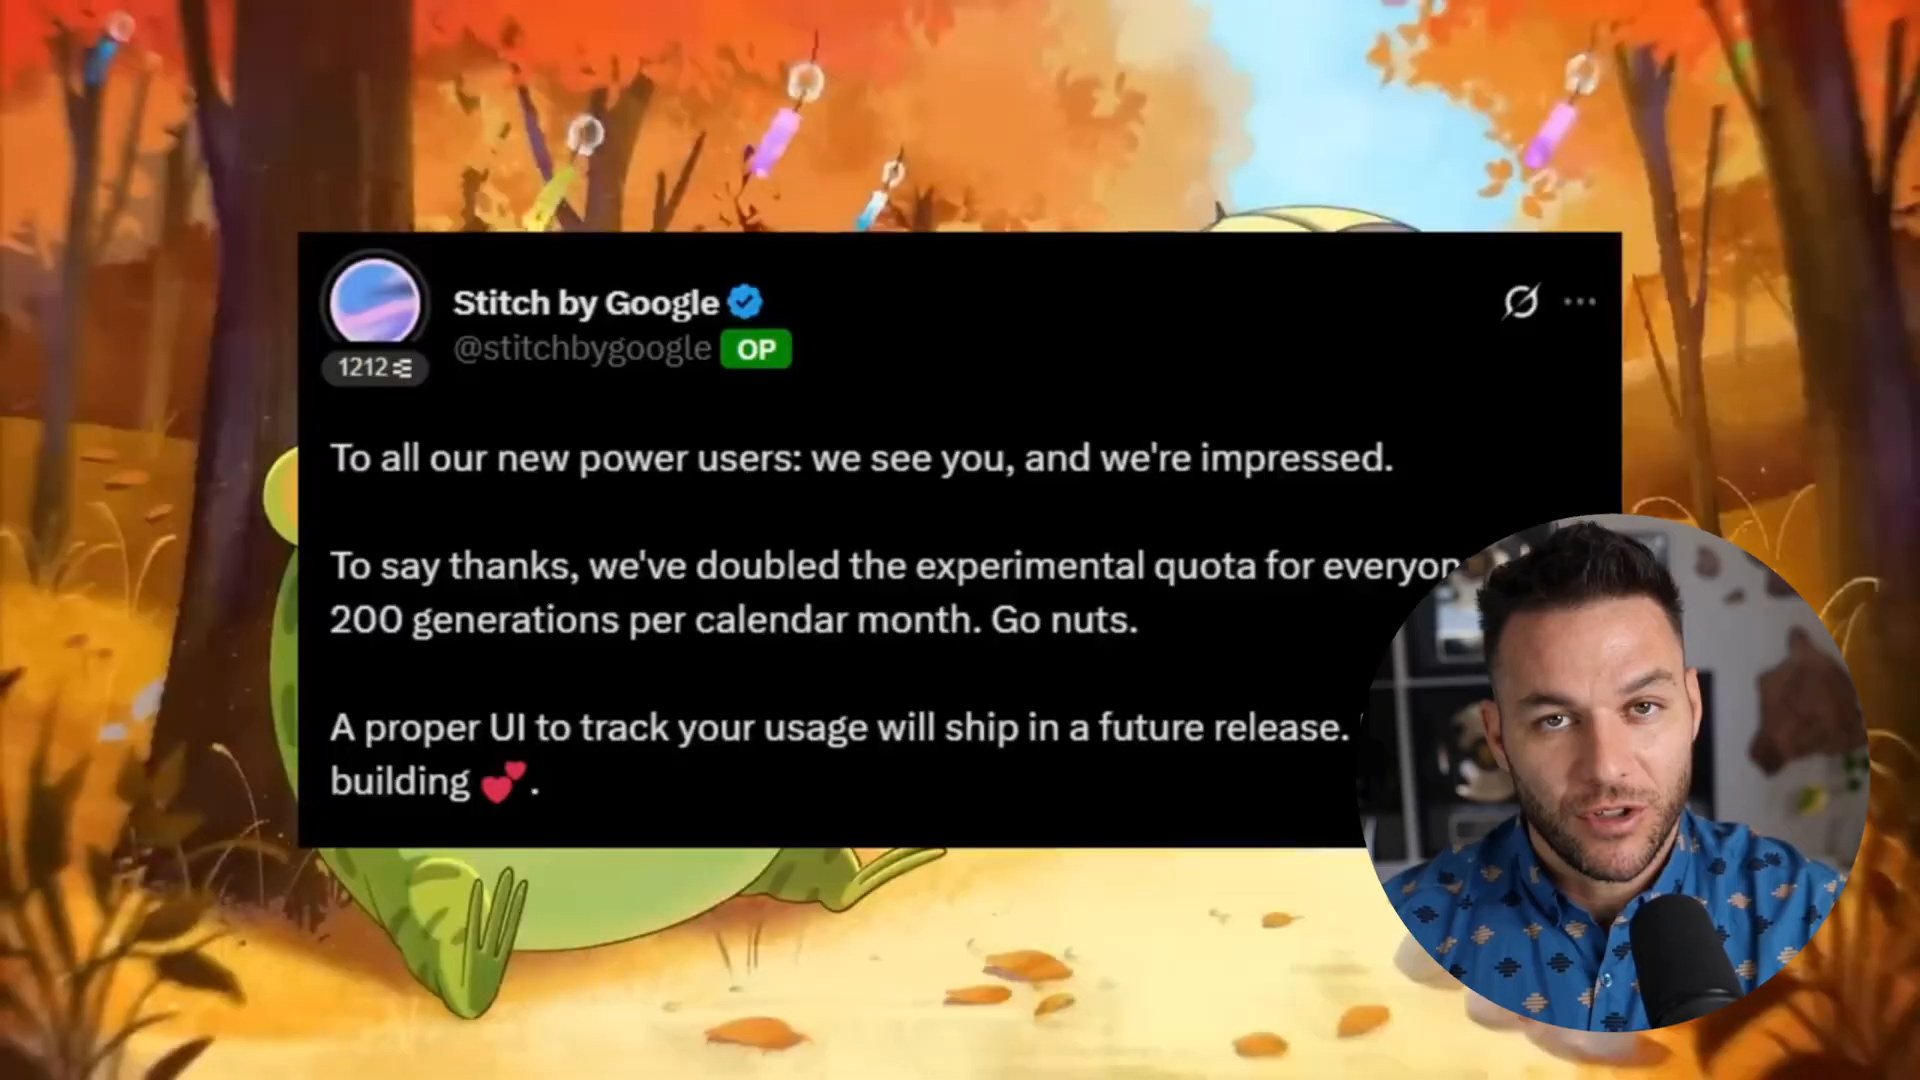 Stitch by Google
@stitchbygoogle OP
1212
To all our new power users: we see you, and we're impressed.
To say thanks, we've doubled the experimental quota for
200 generations per calendar month. Go nuts.
A proper UI to track your usage will ship in a future release.
building 💕.